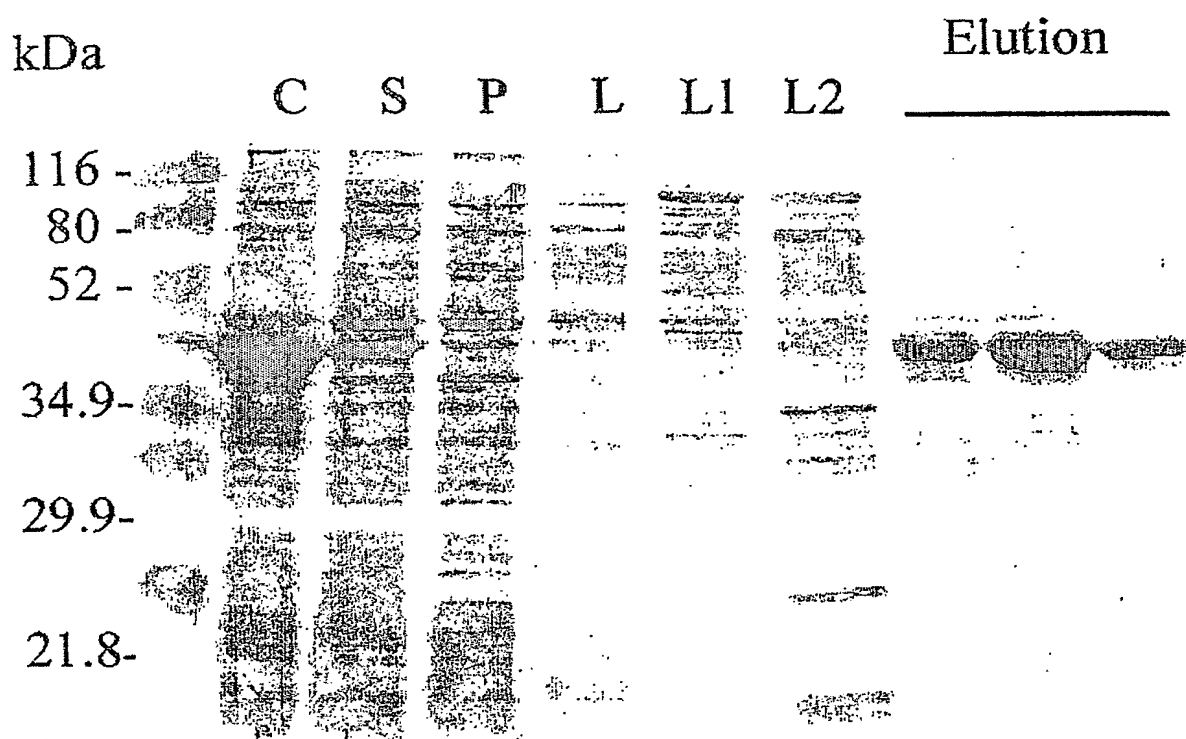 Elution
kDa
C S P L L1 L2
116 -
80 -
52 -
34.9-
29.9-
21.8-